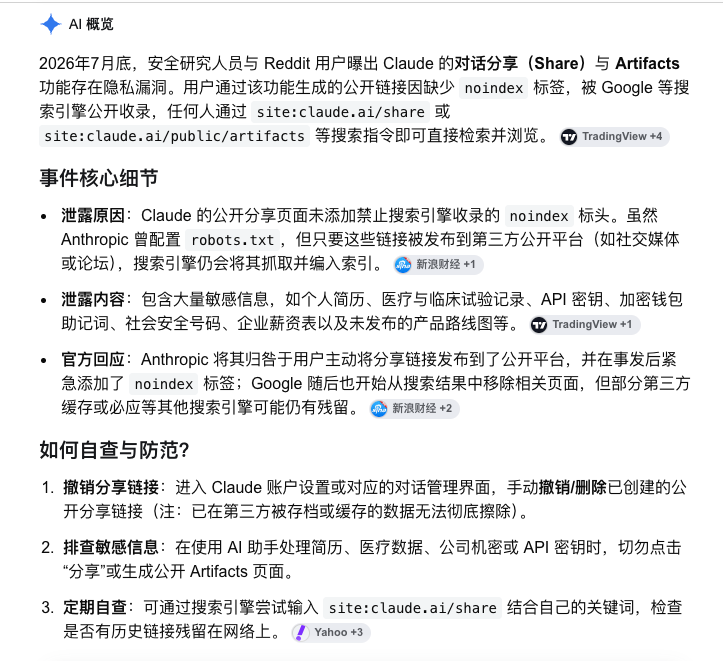 AI 概览
2026年7月底，安全研究人员与 Reddit 用户曝出 Claude 的对话分享（Share）与 Artifacts
功能存在隐私漏洞。用户通过该功能生成的公开链接因缺少 noindex 标签，被 Google 等搜
索引擎公开收录，任何人通过 site:claude.ai/share 或
site:claude.ai/public/artifacts 等搜索指令即可直接检索并浏览。 TradingView +4
事件核心细节
• 泄露原因：Claude 的公开分享页面未添加禁止搜索引擎收录的 noindex 标头。虽然
Anthropic 曾配置 robots.txt，但只要这些链接被发布到第三方公开平台（如社交媒体
或论坛），搜索引擎仍会将其抓取并编入索引。 新浪财经 +1
• 泄露内容：包含大量敏感信息，如个人简历、医疗与临床试验记录、API 密钥、加密钱包
助记词、社会安全号码、企业薪资表以及未发布的产品路线图等。 TradingView +1
• 官方回应：Anthropic 将其归咎于用户主动将分享链接发布到了公开平台，并在事发后紧
急添加了 noindex 标签；Google 随后也开始从搜索结果中移除相关页面，但部分第三方
缓存或必应等其他搜索引擎可能仍有残留。 新浪财经 +2
如何自查与防范?
1. 撤销分享链接：进入 Claude 账户设置或对应的对话管理界面，手动撤销/删除已创建的公
开分享链接（注：已在第三方被存档或缓存的数据无法彻底擦除）。
2. 排查敏感信息：在使用 AI 助手处理简历、医疗数据、公司机密或 API 密钥时，切勿点击
“分享”或生成公开 Artifacts 页面。
3. 定期自查：可通过搜索引擎尝试输入 site:claude.ai/share 结合自己的关键词，检查
是否有历史链接残留在网络上。 Yahoo +3